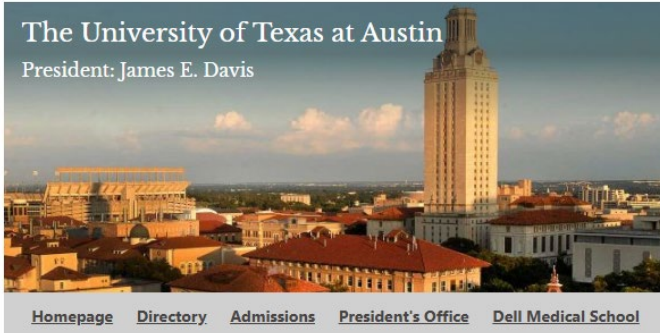 The University of Texas at Austin
President: James E. Davis
Homepage Directory Admissions President's Office Dell Medical School